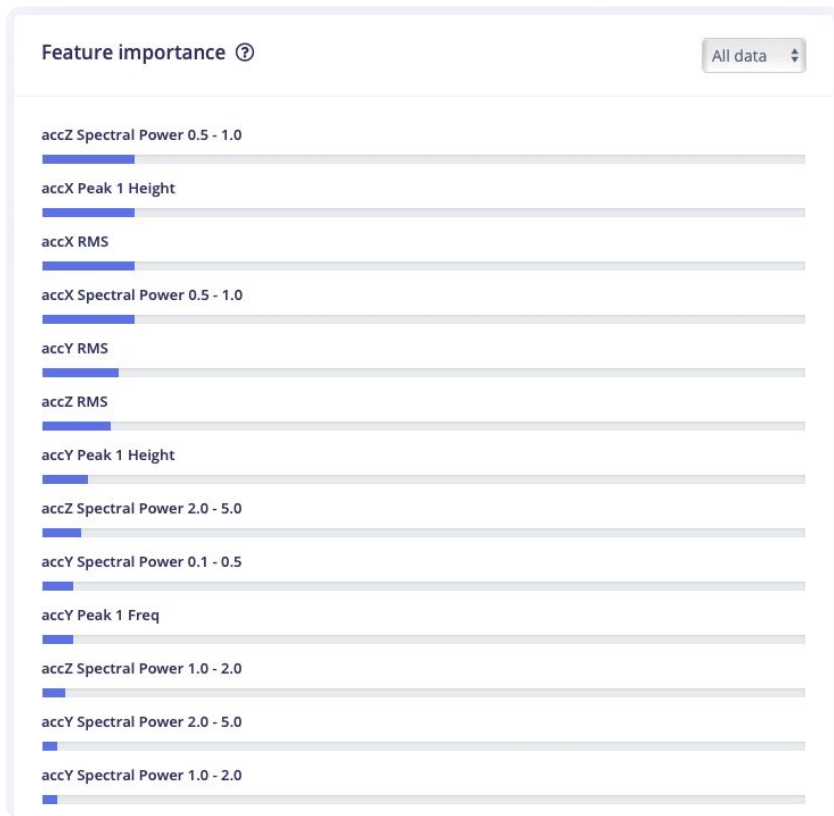 Feature importance ?
All data
accZ Spectral Power 0.5 - 1.0
accX Peak 1 Height
accX RMS
accX Spectral Power 0.5 - 1.0
accY RMS
accZ RMS
accY Peak 1 Height
accZ Spectral Power 2.0 - 5.0
accY Spectral Power 0.1 - 0.5
accY Peak 1 Freq
accZ Spectral Power 1.0 - 2.0
accY Spectral Power 2.0 - 5.0
accY Spectral Power 1.0 - 2.0